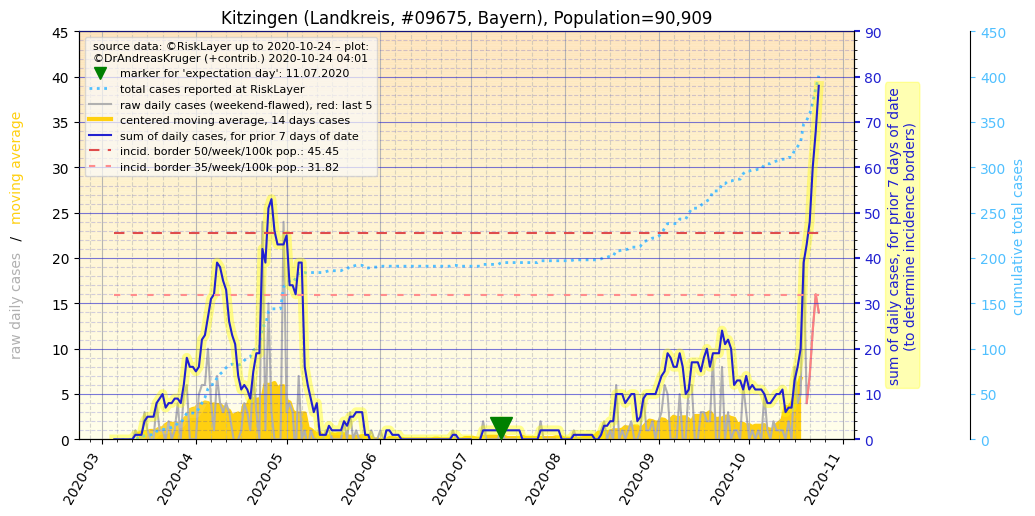 Kitzingen (Landkreis, #09675, Bayern), Population=90,909
source data: ©RiskLayer up to 2020-10-24 – plot:
©DrAndreasKruger (+contrib.) 2020-10-24 04:01
marker for 'expectation day': 11.07.2020
total cases reported at RiskLayer
raw daily cases (weekend-flawed), red: last 5
centered moving average, 14 days cases
sum of daily cases, for prior 7 days of date
incid. border 50/week/100k pop.: 45.45
incid. border 35/week/100k pop.: 31.82
raw daily cases / moving average
45
40
35
30
25
20
15
10
5
0
2020-03
2020-04
2020-05
2020-06
2020-07
2020-08
2020-09
2020-10
2020-11
90
80
70
60
50
40
30
20
10
0
sum of daily cases, for prior 7 days of date
(to determine incidence borders)
450
400
350
300
250
200
150
100
50
0
cumulative total cases